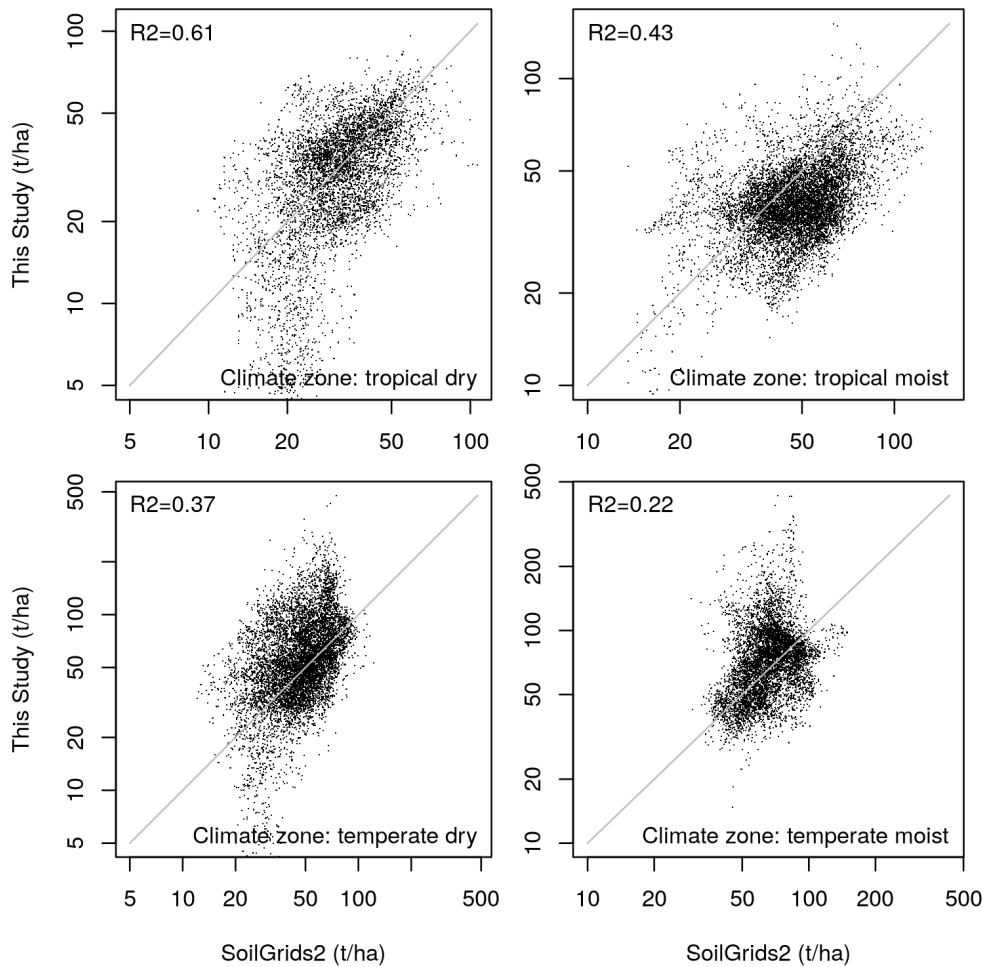 R2=0.61
Climate zone: tropical dry
This Study (t/ha)
5 10 20 50 100
5 10 20 50 100
R2=0.43
Climate zone: tropical moist
10 20 50 100
10 20 50 100
R2=0.37
Climate zone: temperate dry
This Study (t/ha)
5 10 20 50 100 500
5 10 20 50 100 500
SoilGrids2 (t/ha)
R2=0.22
Climate zone: temperate moist
10 20 50 100 200 500
10 20 50 100 200 500
SoilGrids2 (t/ha)